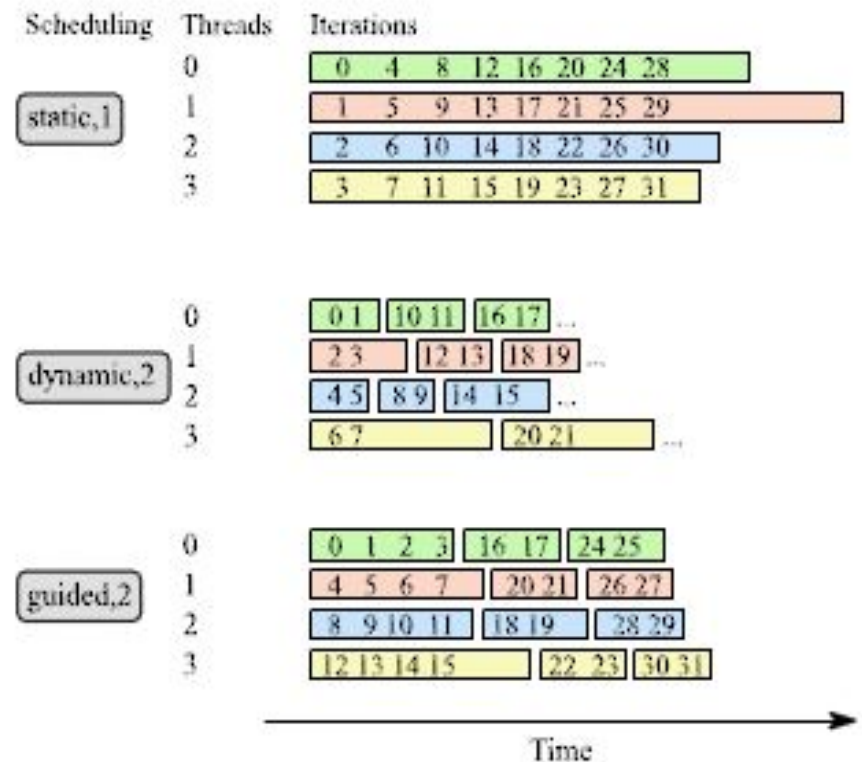 Scheduling Threads Iterations
0 0 4 8 12 16 20 24 28
static,1
1 1 5 9 13 17 21 25 29
2 2 6 10 14 18 22 26 30
3 3 7 11 15 19 23 27 31
0 0 1 10 11 16 17 ...
dynamic,2
1 2 3 12 13 18 19 ...
2 4 5 8 9 14 15 ...
3 6 7 20 21 ...
0 0 1 2 3 16 17 24 25
guided,2
1 4 5 6 7 20 21 26 27
2 8 9 10 11 18 19 28 29
3 12 13 14 15 22 23 30 31
Time